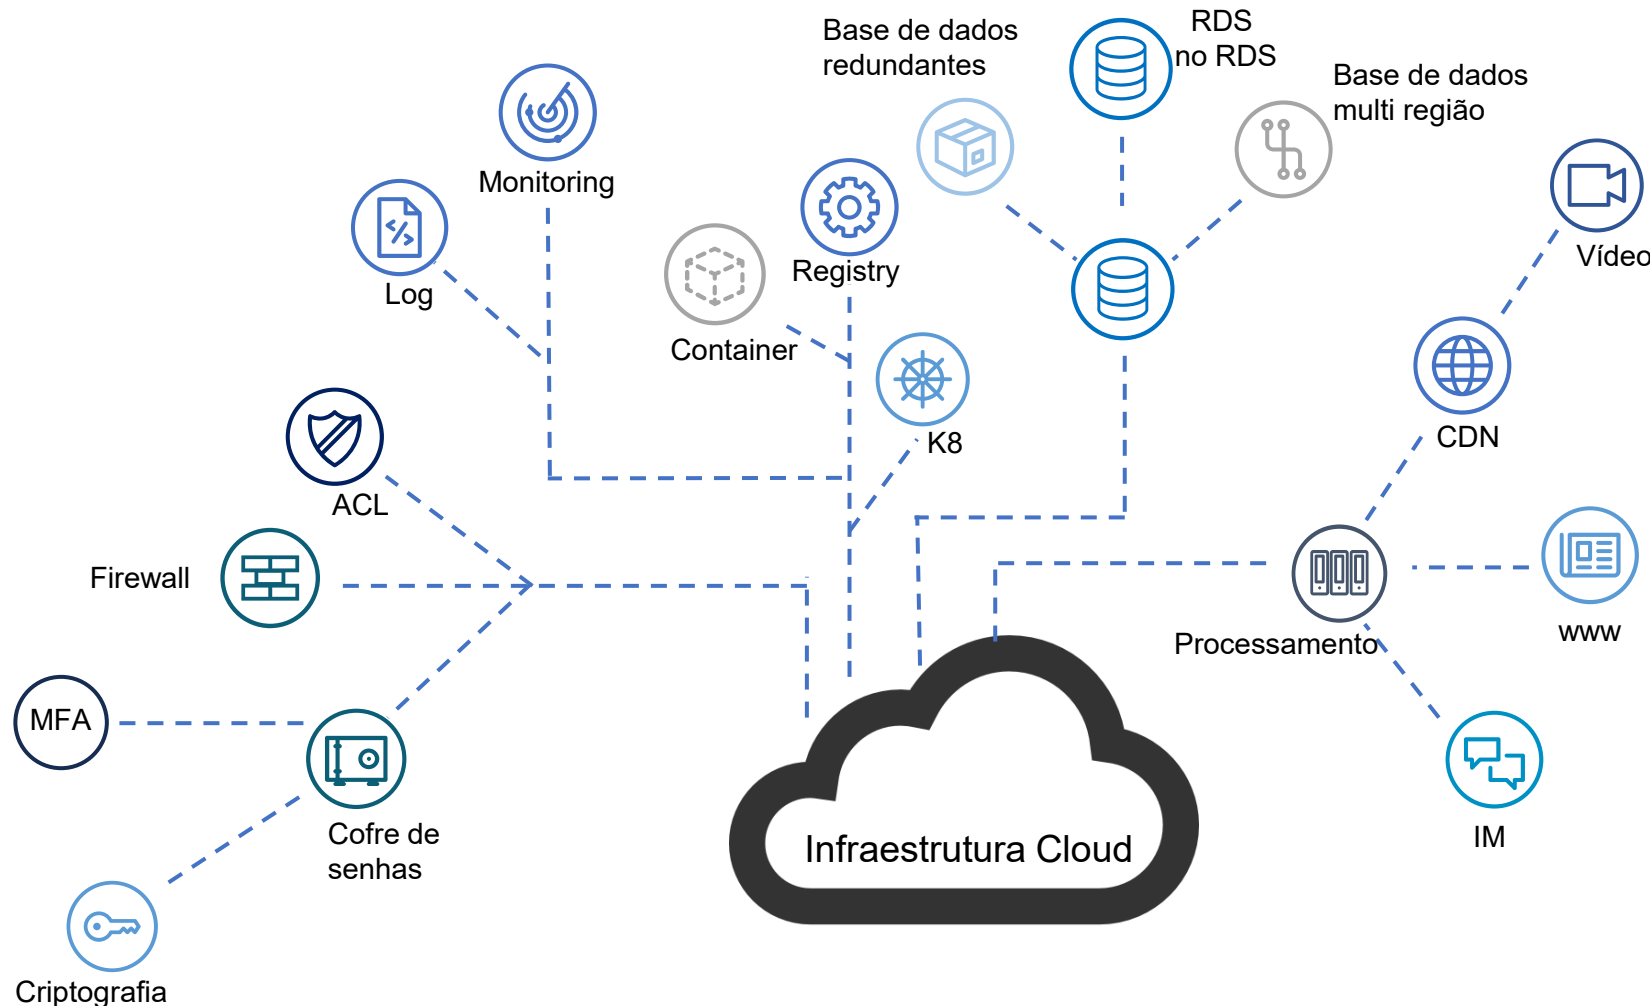 RDS
no RDS
Base de dados
redundantes
Base de dados
multi região
Monitoring
Vídeo
Registry
Log
Container
CDN
K8
ACL
Firewall
www
Processamento
MFA
Cofre de
senhas
IM
Infraestrutura Cloud
Criptografia